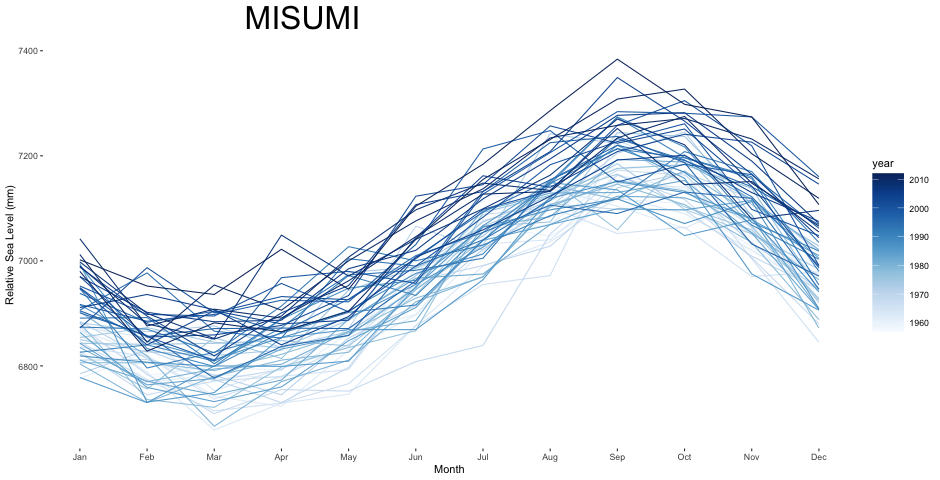 MISUMI
7400
7200
7000
6800
Relative Sea Level (mm)
Jan Feb Mar Apr May Jun Jul Aug Sep Oct Nov Dec
Month
year
2010
2000
1990
1980
1970
1960